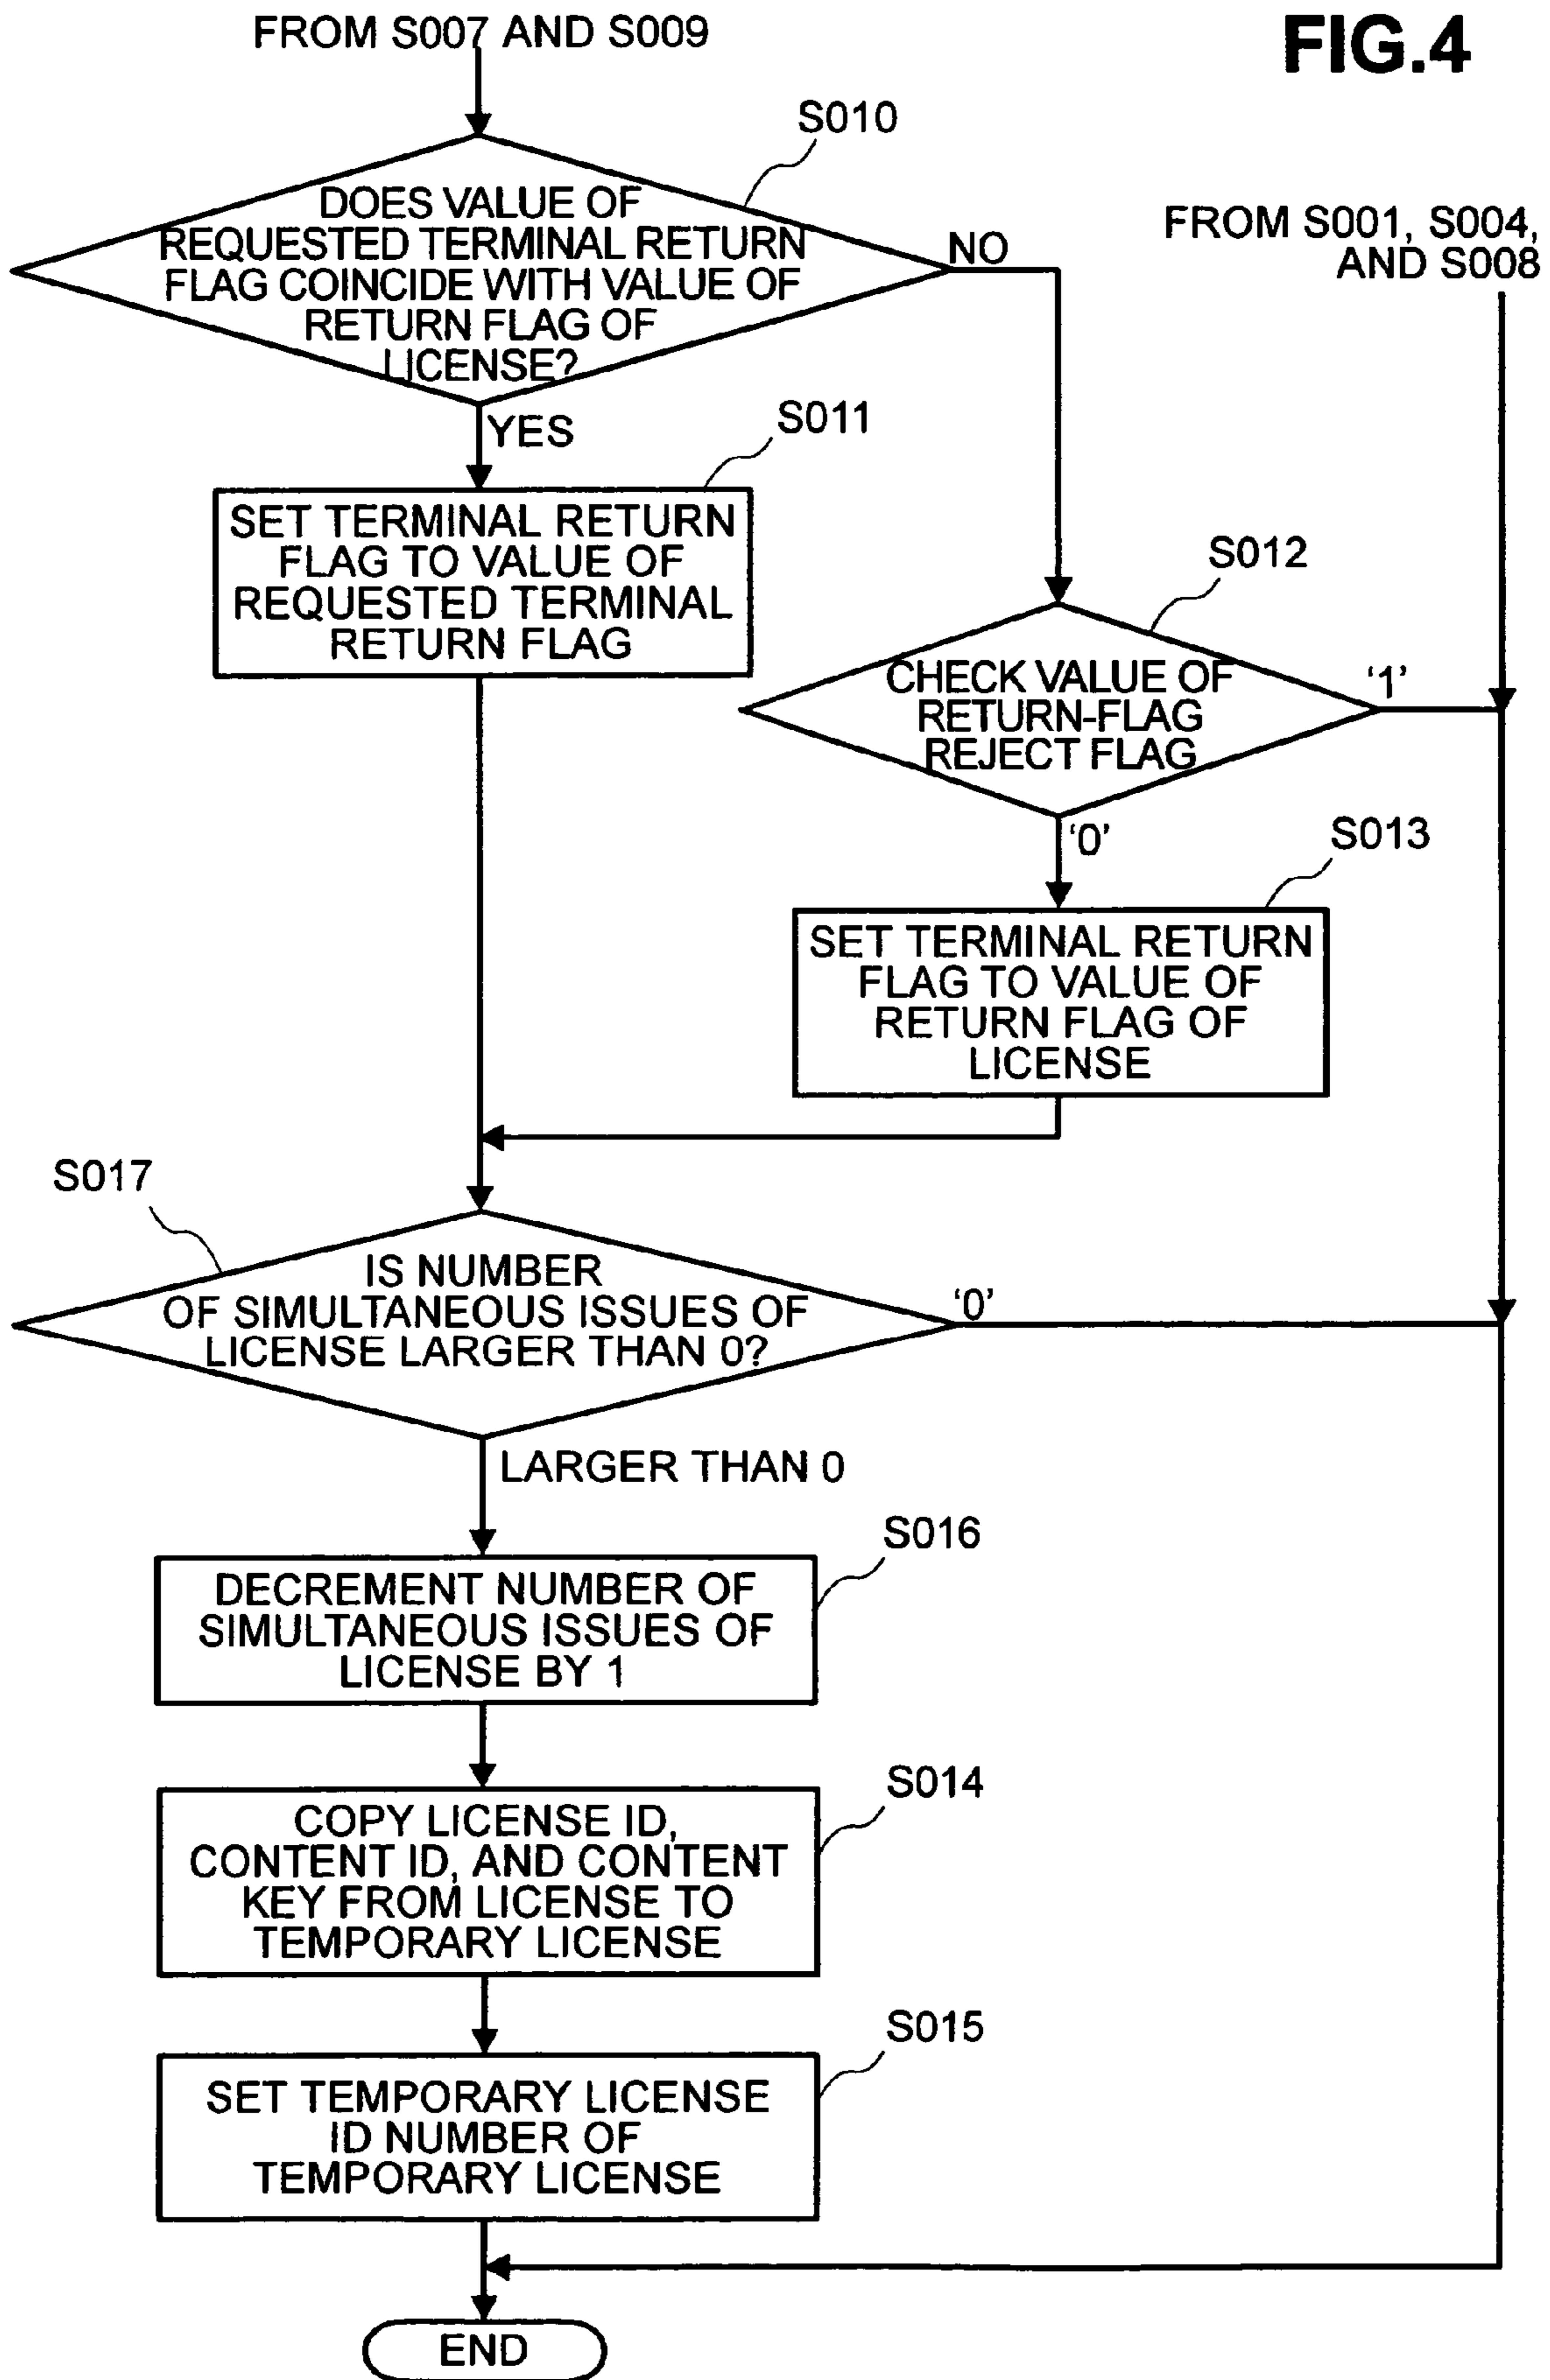 FROM S007 AND S009
FIG.4
S010
DOES VALUE OF
REQUESTED TERMINAL RETURN
FLAG COINCIDE WITH VALUE OF
RETURN FLAG OF
LICENSE?
NO
FROM S001, S004,
AND S008
YES
S011
SET TERMINAL RETURN
FLAG TO VALUE OF
REQUESTED TERMINAL
RETURN FLAG
S012
CHECK VALUE OF
RETURN-FLAG
REJECT FLAG
'1'
'0'
S013
SET TERMINAL RETURN
FLAG TO VALUE OF
RETURN FLAG OF
LICENSE
S017
IS NUMBER
OF SIMULTANEOUS ISSUES OF
LICENSE LARGER THAN 0?
'0'
LARGER THAN 0
S016
DECREMENT NUMBER OF
SIMULTANEOUS ISSUES OF
LICENSE BY 1
S014
COPY LICENSE ID,
CONTENT ID, AND CONTENT
KEY FROM LICENSE TO
TEMPORARY LICENSE
S015
SET TEMPORARY LICENSE
ID NUMBER OF
TEMPORARY LICENSE
END